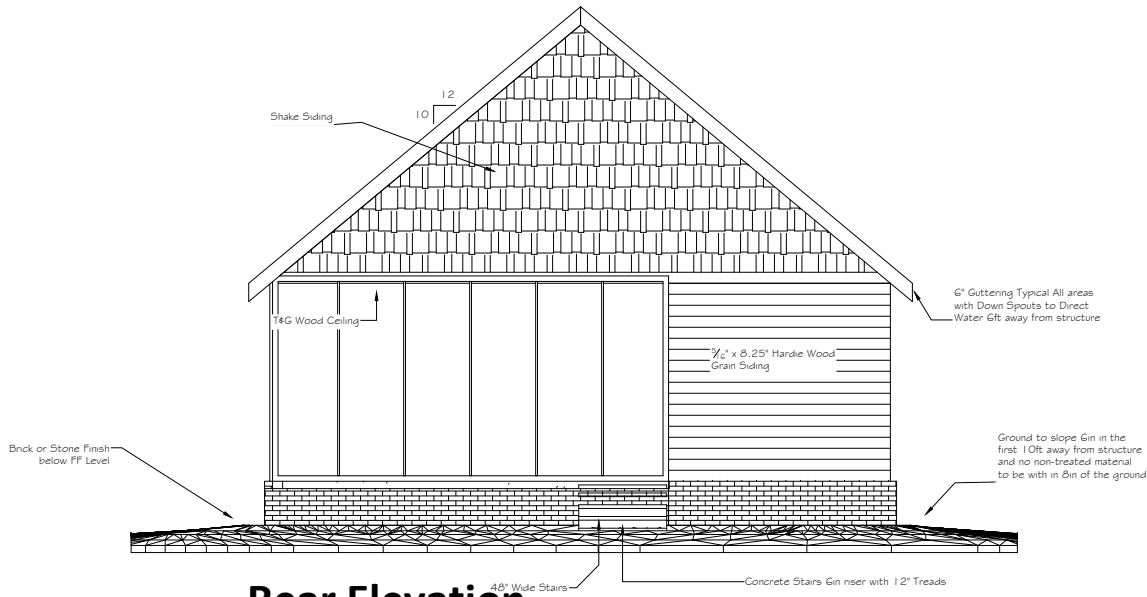 12
10
Shake Siding
6" Guttering Typical All areas
with Down Spouts to Direct
Water 6ft away from structure
T&G Wood Ceiling
5/16" x 8.25" Hardie Wood
Grain Siding
Brick or Stone Finish
below FF Level
Ground to slope 6in in the
first 10ft away from structure
and no non-treated material
to be with in 8in of the ground
48" Wide Stairs
Concrete Stairs 6in riser with 12" Treads
Rear Elevation